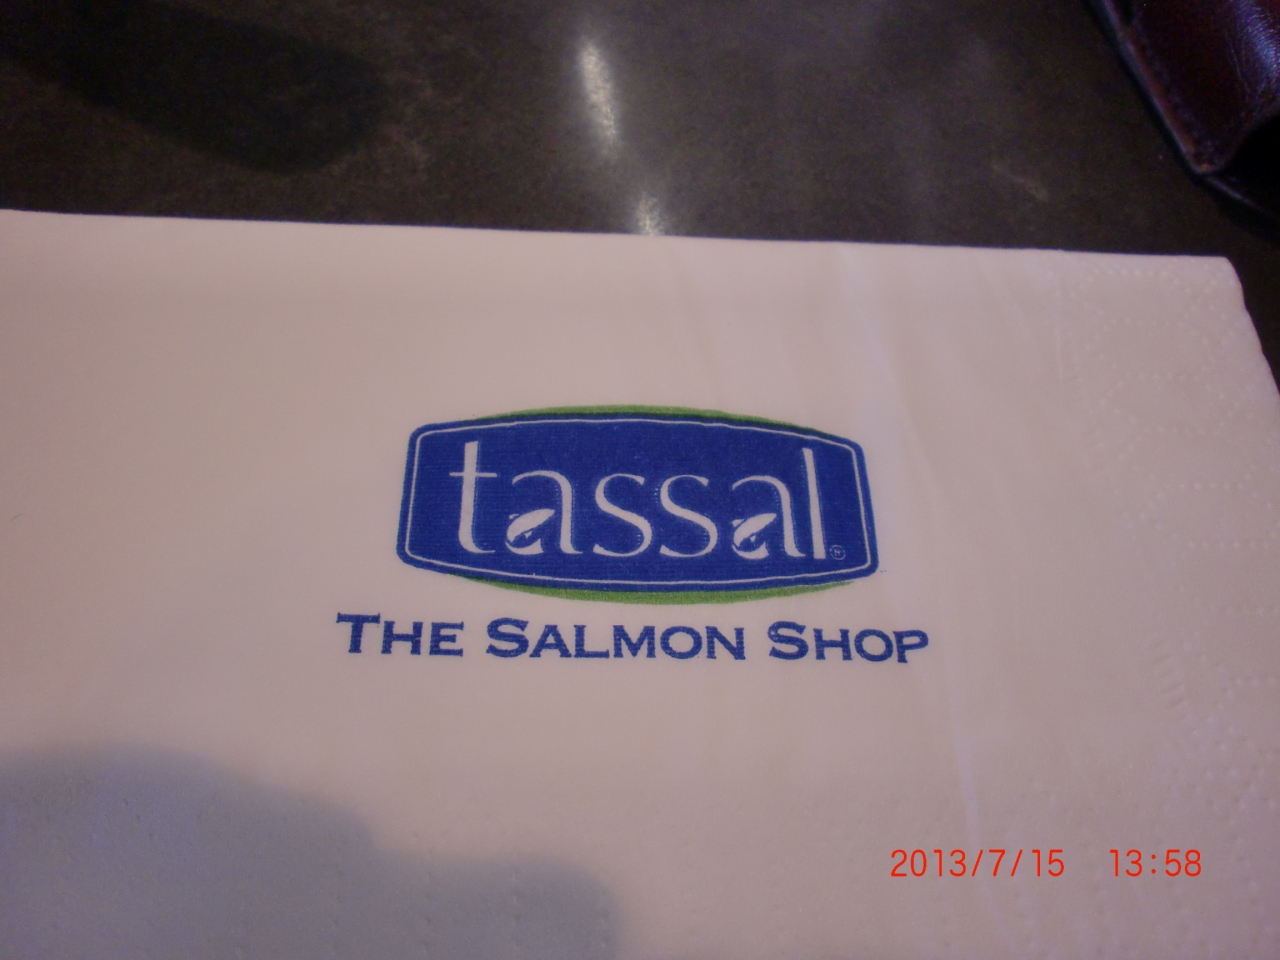 tassal
THE SALMON SHOP
2013/7/15 13:58